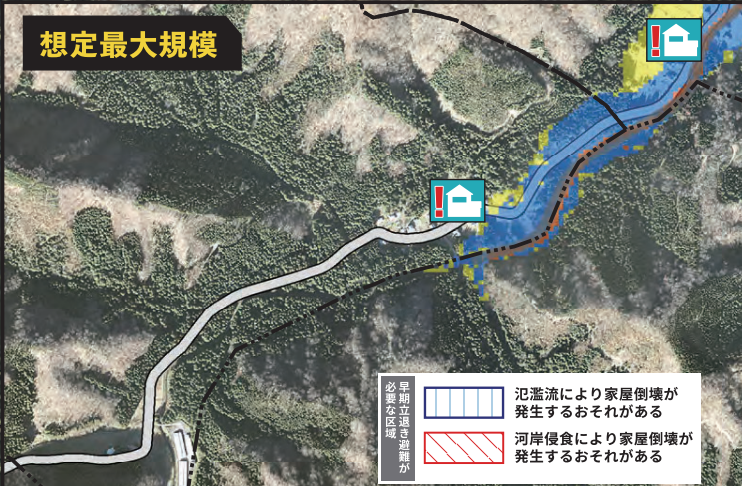 想定最大規模
早期立退き避難が
必要な区域
氾濫流により家屋倒壊が
発生するおそれがある
河岸侵食により家屋倒壊が
発生するおそれがある